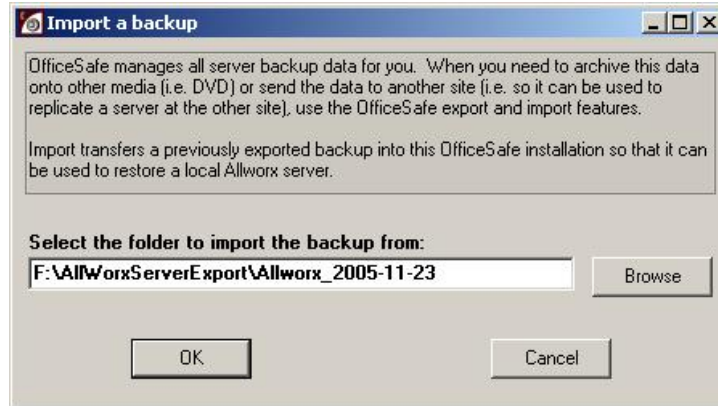 Import a backup
OfficeSafe manages all server backup data for you. When you need to archive this data
onto other media (i.e. DVD) or send the data to another site (i.e. so it can be used to
replicate a server at the other site), use the OfficeSafe export and import features.
Import transfers a previously exported backup into this OfficeSafe installation so that it can
be used to restore a local Allworx server.
Select the folder to import the backup from:
F:\AllWorxServerExport\Allworx_2005-11-23
Browse
OK
Cancel